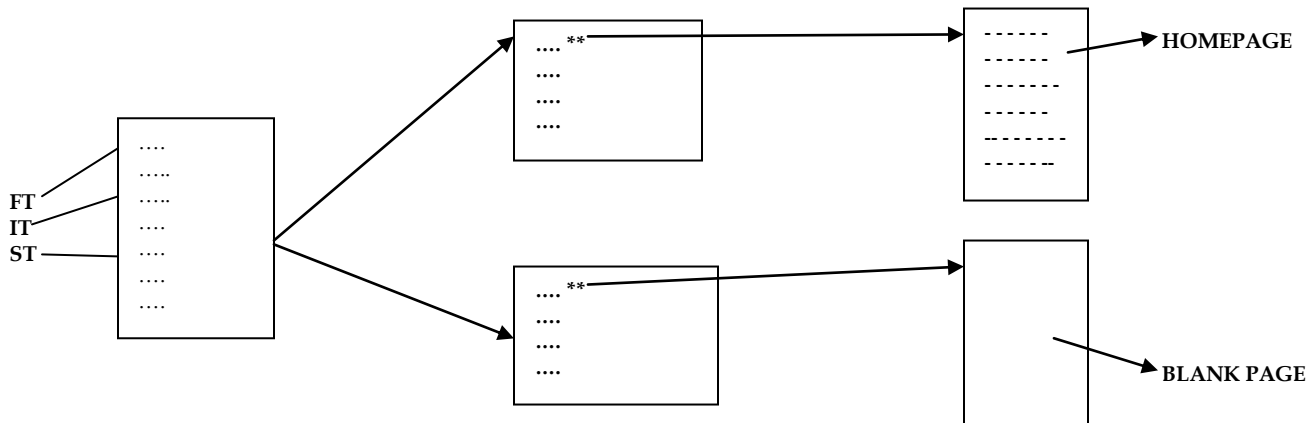 FT
IT
ST
....
.....
.....
....
....
....
....
....**
....
....
....
....**
....
....
....
- - - - - -
- - - - - -
- - - - - - -
- - - - - -
-- - - - - - -
- - - - - --
HOMEPAGE
BLANK PAGE